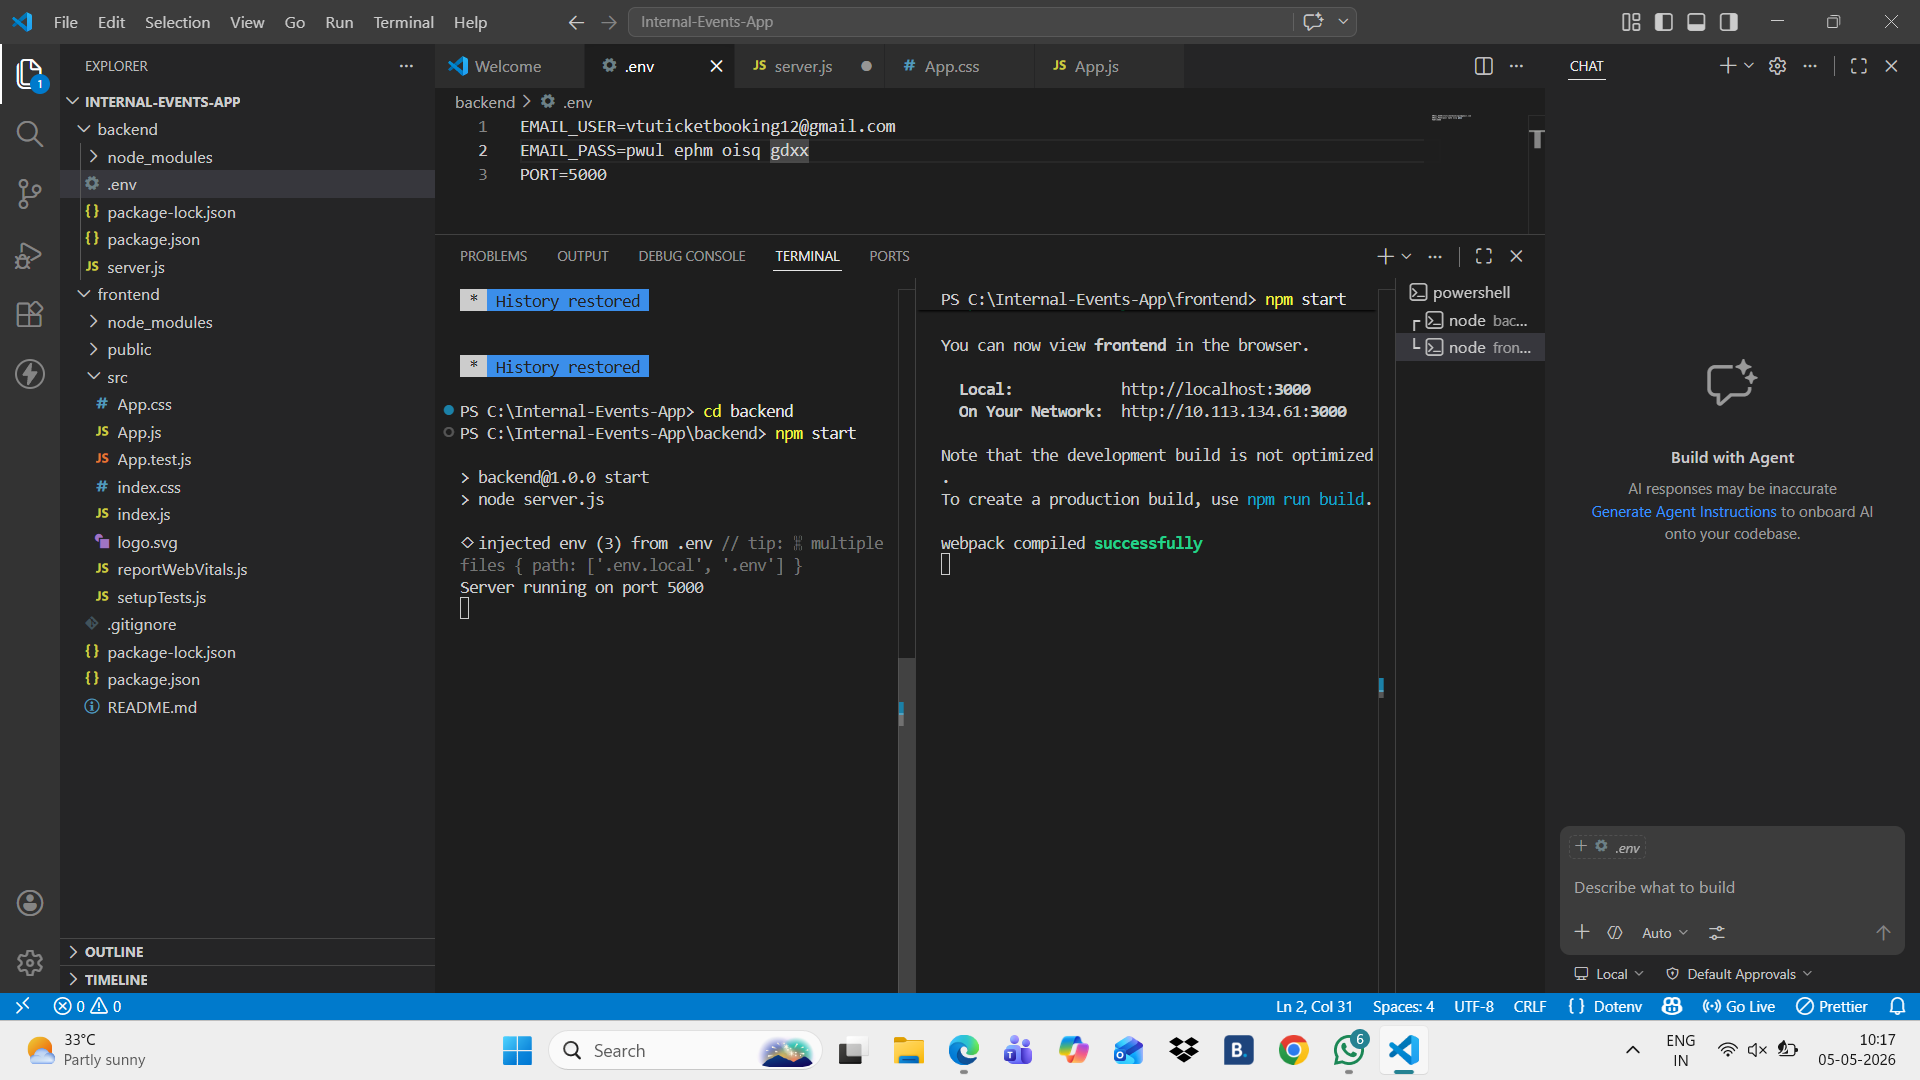 File Edit Selection View Go Run Terminal Help
Internal-Events-App
EXPLORER
INTERNAL-EVENTS-APP
backend
node_modules
.env
package-lock.json
package.json
server.js
frontend
node_modules
public
src
App.css
App.js
App.test.js
index.css
index.js
logo.svg
reportWebVitals.js
setupTests.js
.gitignore
package-lock.json
package.json
README.md
OUTLINE
TIMELINE
Welcome .env server.js App.css App.js
backend > .env
1 EMAIL_USER=vtuticketbooking12@gmail.com
2 EMAIL_PASS=pwul ephm oisq gdxx
3 PORT=5000
PROBLEMS OUTPUT DEBUG CONSOLE TERMINAL PORTS
* History restored
* History restored
PS C:\Internal-Events-App> cd backend
PS C:\Internal-Events-App\backend> npm start
> backend@1.0.0 start
> node server.js
injected env (3) from .env // tip: multiple
files { path: ['.env.local', '.env'] }
Server running on port 5000
PS C:\Internal-Events-App\frontend> npm start
You can now view frontend in the browser.
Local: http://localhost:3000
On Your Network: http://10.113.134.61:3000
Note that the development build is not optimized
.
To create a production build, use npm run build.
webpack compiled successfully
powershell
node bac...
node fron...
CHAT
Build with Agent
AI responses may be inaccurate
Generate Agent Instructions to onboard AI
onto your codebase.
+ .env
Describe what to build
Auto
Local Default Approvals
0 0 Ln 2, Col 31 Spaces: 4 UTF-8 CRLF { } Dotenv Go Live Prettier
33°C
Partly sunny
Search
B.
6
ENG
IN
10:17
05-05-2026
1